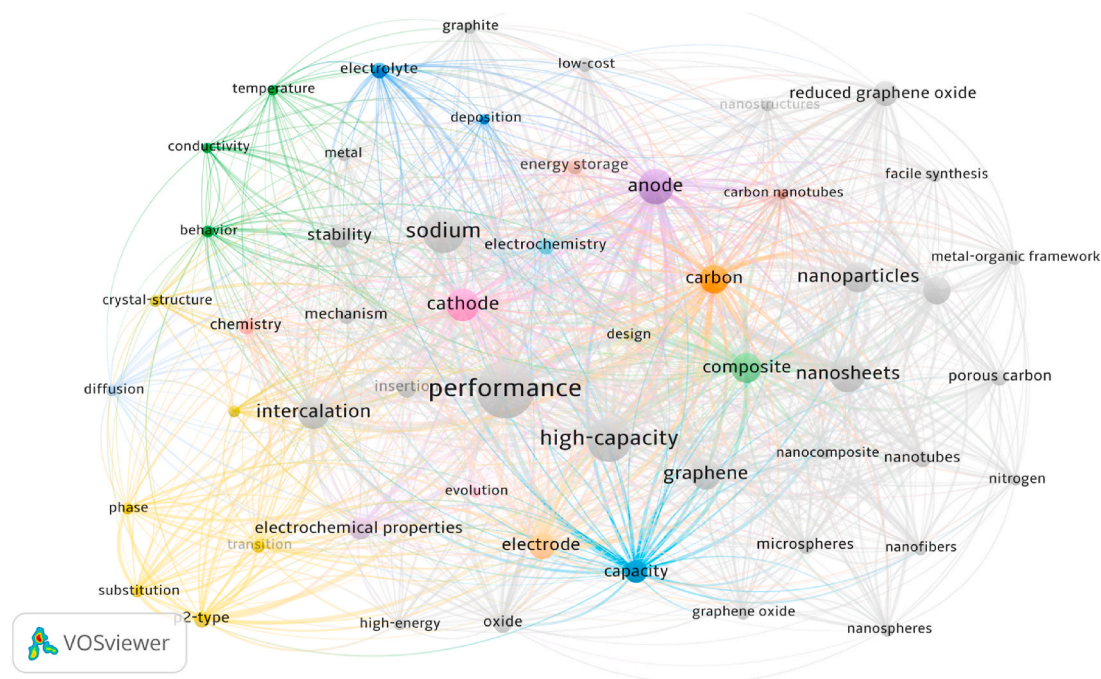 graphite
low-cost
electrolyte
temperature
reduced graphene oxide
nanostructures
deposition
conductivity
metal
energy storage
facile synthesis
anode
carbon nanotubes
behavior
stability
sodium
electrochemistry
metal-organic framework
carbon
nanoparticles
crystal-structure
cathode
mechanism
chemistry
design
composite
nanosheets
porous carbon
diffusion
insertio
performance
intercalation
high-capacity
nanocomposite
nanotubes
graphene
nitrogen
evolution
phase
electrochemical properties
transition
electrode
microspheres
nanofibers
capacity
substitution
graphene oxide
p2-type
high-energy
oxide
nanospheres
VOSviewer